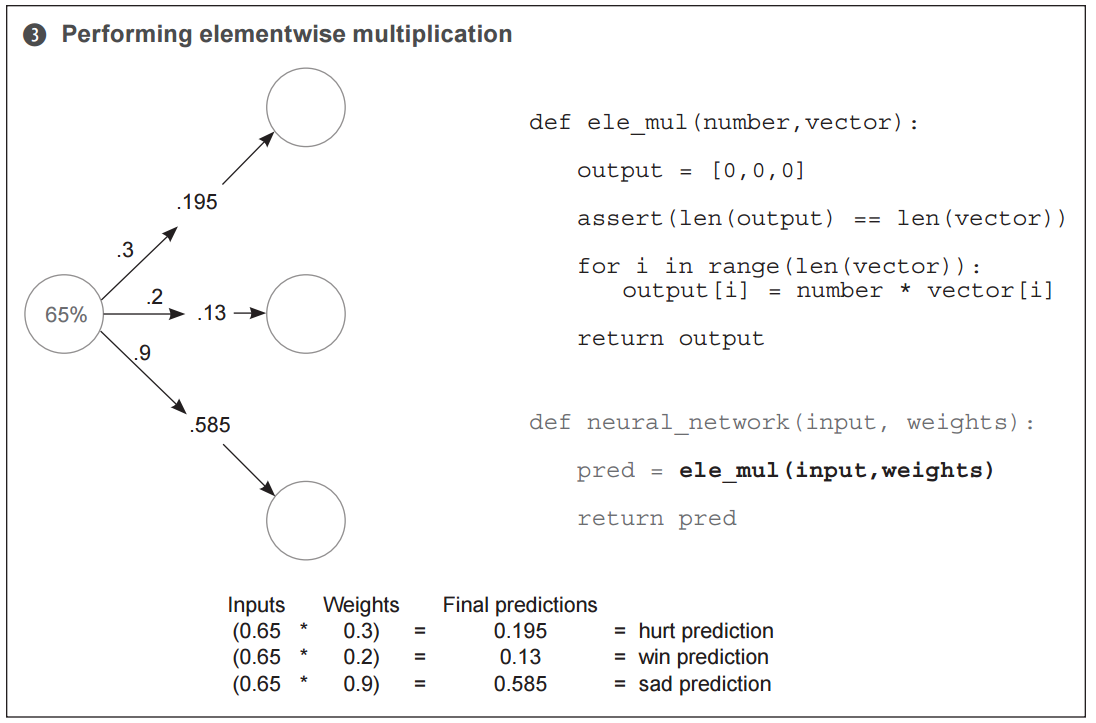 3 Performing elementwise multiplication
.195
.3
.2
65%
.13
.9
.585
def ele_mul(number,vector):
output = [0,0,0]
assert(len(output) == len(vector))
for i in range(len(vector)):
output[i] = number * vector[i]
return output
def neural_network(input, weights):
pred = ele_mul(input,weights)
return pred
Inputs Weights Final predictions
(0.65 * 0.3) = 0.195 = hurt prediction
(0.65 * 0.2) = 0.13 = win prediction
(0.65 * 0.9) = 0.585 = sad prediction